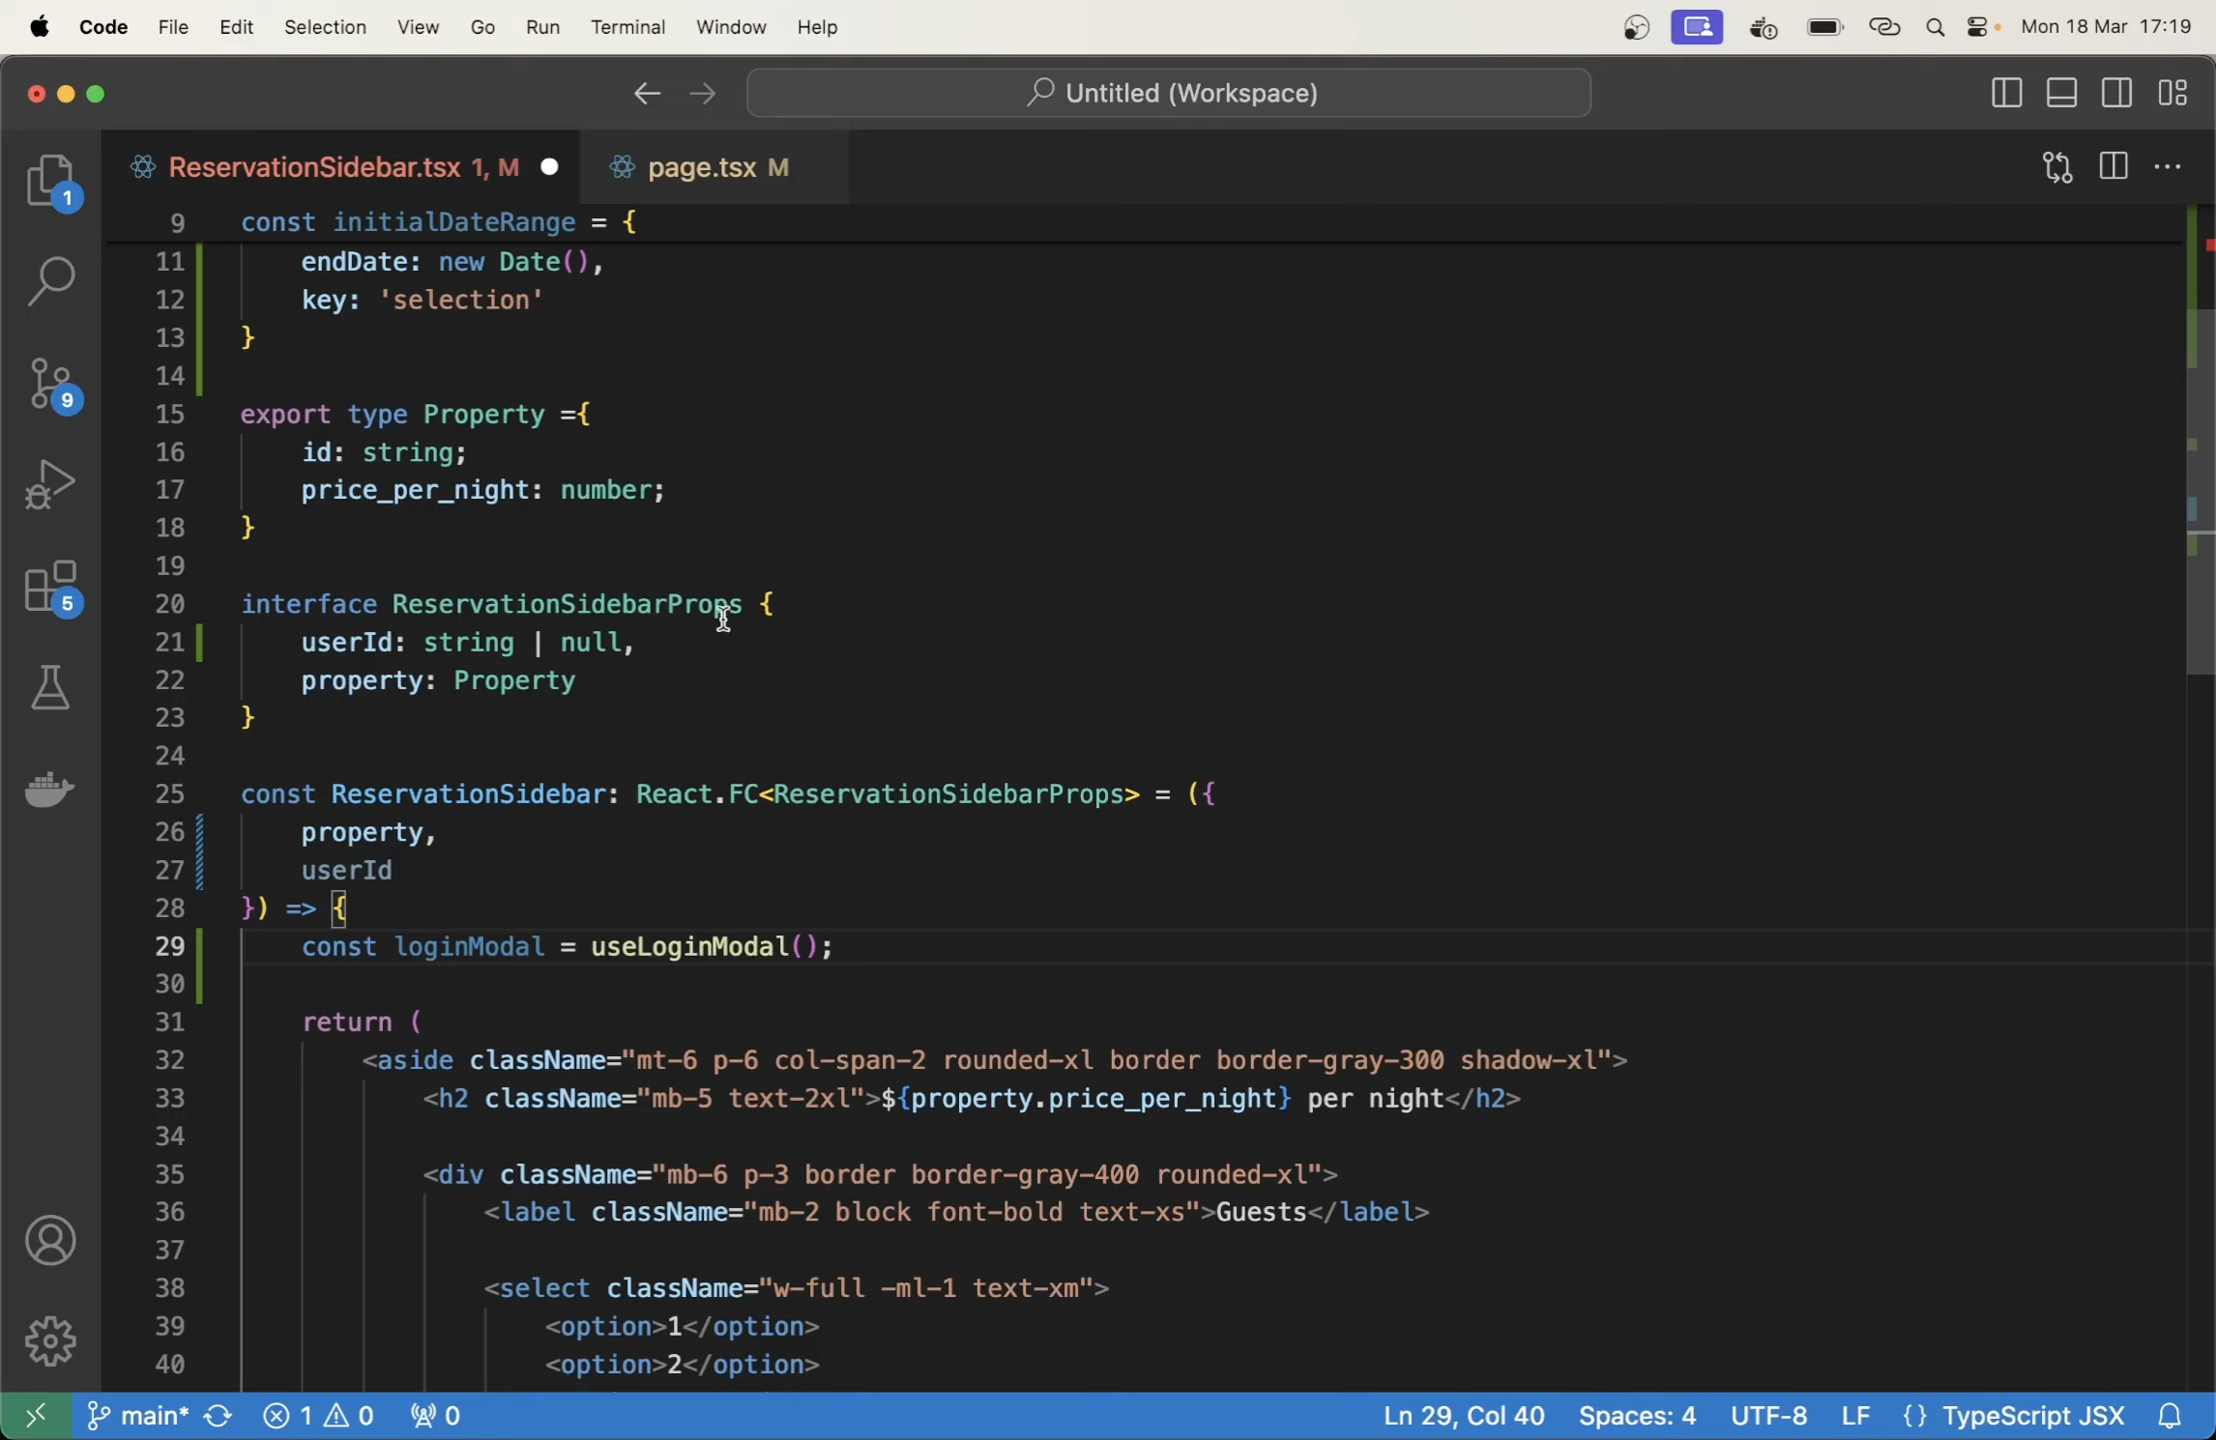 Code File Edit Selection View Go Run Terminal Window Help Mon 18 Mar 17:19
Untitled (Workspace)
ReservationSidebar.tsx 1, M page.tsx M
9 const initialDateRange = {
11 endDate: new Date(),
12 key: 'selection'
13 }
14
15 export type Property ={
16 id: string;
17 price_per_night: number;
18 }
19
20 interface ReservationSidebarProps {
21 userId: string | null,
22 property: Property
23 }
24
25 const ReservationSidebar: React.FC<ReservationSidebarProps> = ({
26 property,
27 userId
28 }) => {
29 const loginModal = useLoginModal();
30
31 return (
32 <aside className="mt-6 p-6 col-span-2 rounded-xl border border-gray-300 shadow-xl">
33 <h2 className="mb-5 text-2xl">${property.price_per_night} per night</h2>
34
35 <div className="mb-6 p-3 border border-gray-400 rounded-xl">
36 <label className="mb-2 block font-bold text-xs">Guests</label>
37
38 <select className="w-full -ml-1 text-xm">
39 <option>1</option>
40 <option>2</option>
1
9
5
main* 1 0 0 Ln 29, Col 40 Spaces: 4 UTF-8 LF {} TypeScript JSX